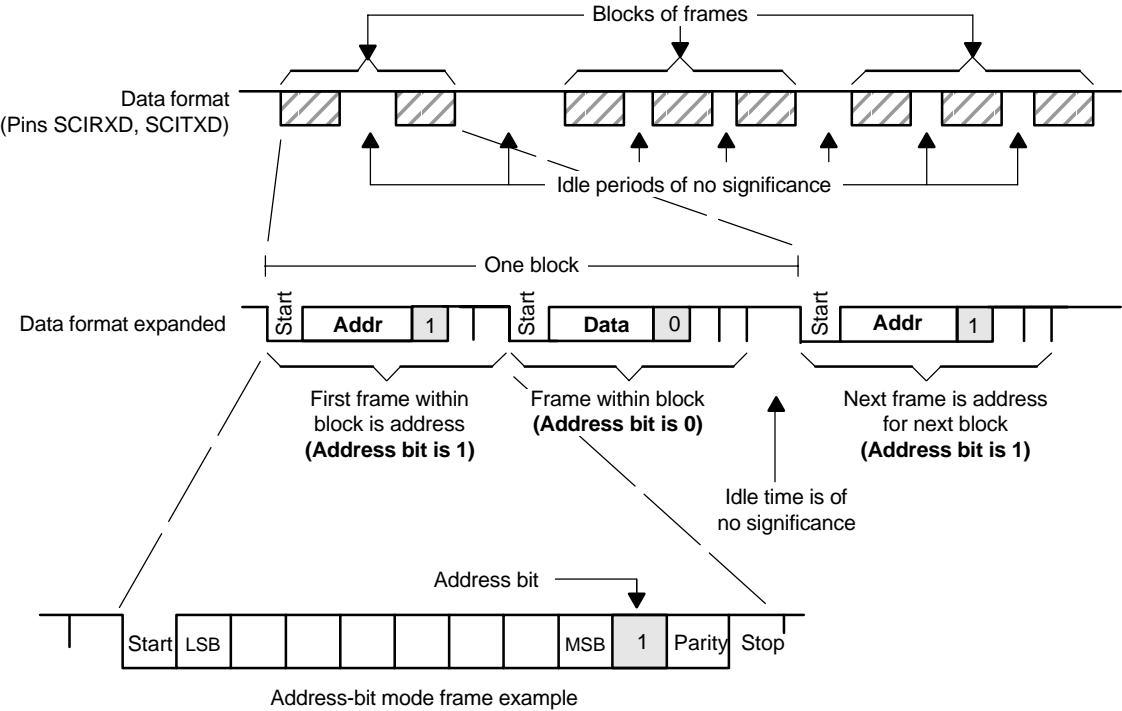 Blocks of frames
Data format
(Pins SCIRXD, SCITXD)
Idle periods of no significance
One block
Data format expanded
Start
Addr
1
Start
Data
0
Start
Addr
1
First frame within
block is address
(Address bit is 1)
Frame within block
(Address bit is 0)
Next frame is address
for next block
(Address bit is 1)
Idle time is of
no significance
Address bit
Start
LSB
MSB
1
Parity
Stop
Address-bit mode frame example